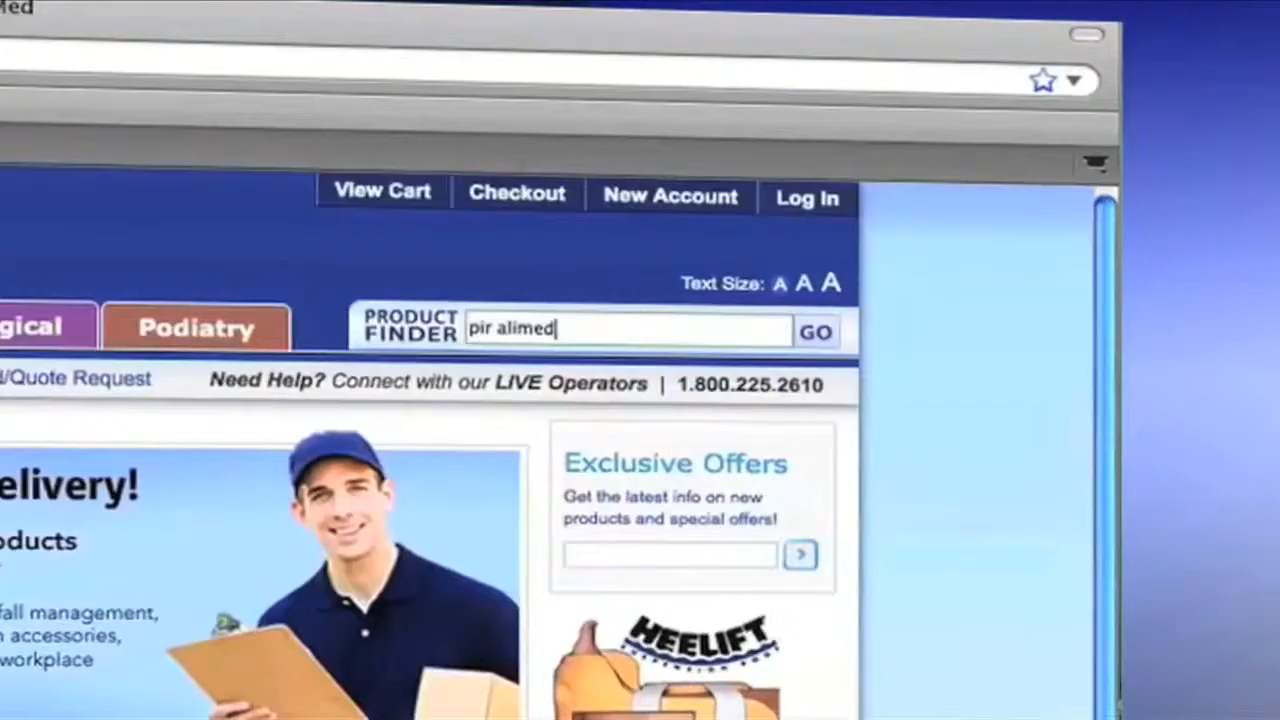 Med
View Cart
Checkout
New Account
Log In
Text Size: A A A
gical
Podiatry
PRODUCT
FINDER
pir alimed
GO
/Quote Request
Need Help? Connect with our LIVE Operators | 1.800.225.2610
elivery!
oducts
fall management,
accessories,
workplace
Exclusive Offers
Get the latest info on new
products and special offers!
HEELIFT
SUSPENSION BOOT